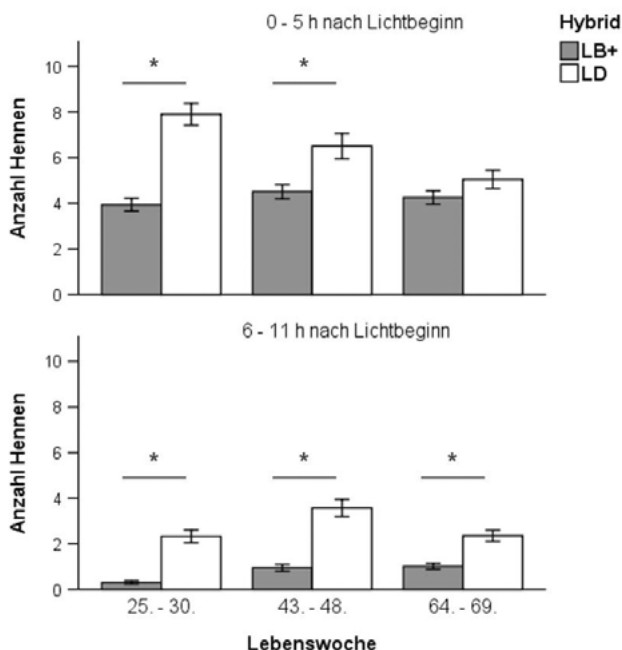 0 - 5 h nach Lichtbeginn
Hybrid
LB+
LD
Anzahl Hennen
10
8
6
4
2
0
*
*
6 - 11 h nach Lichtbeginn
Anzahl Hennen
10
8
6
4
2
0
*
*
*
25. - 30.
43. - 48.
64. - 69.
Lebenswoche